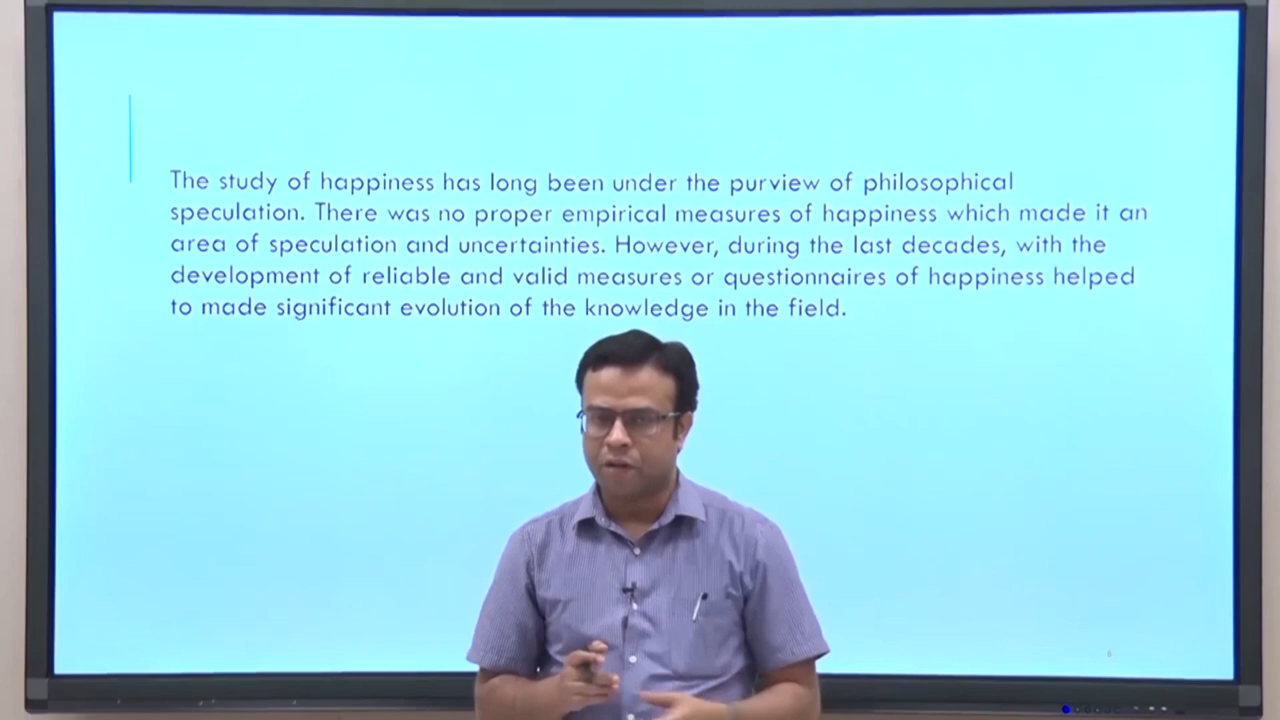 The study of happiness has long been under the purview of philosophical
speculation. There was no proper empirical measures of happiness which made it an
area of speculation and uncertainties. However, during the last decades, with the
development of reliable and valid measures or questionnaires of happiness helped
to made significant evolution of the knowledge in the field.
6